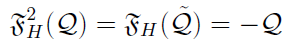 𝔉²_H(𝒬) = 𝔉_H(𝒬̃) = −𝒬